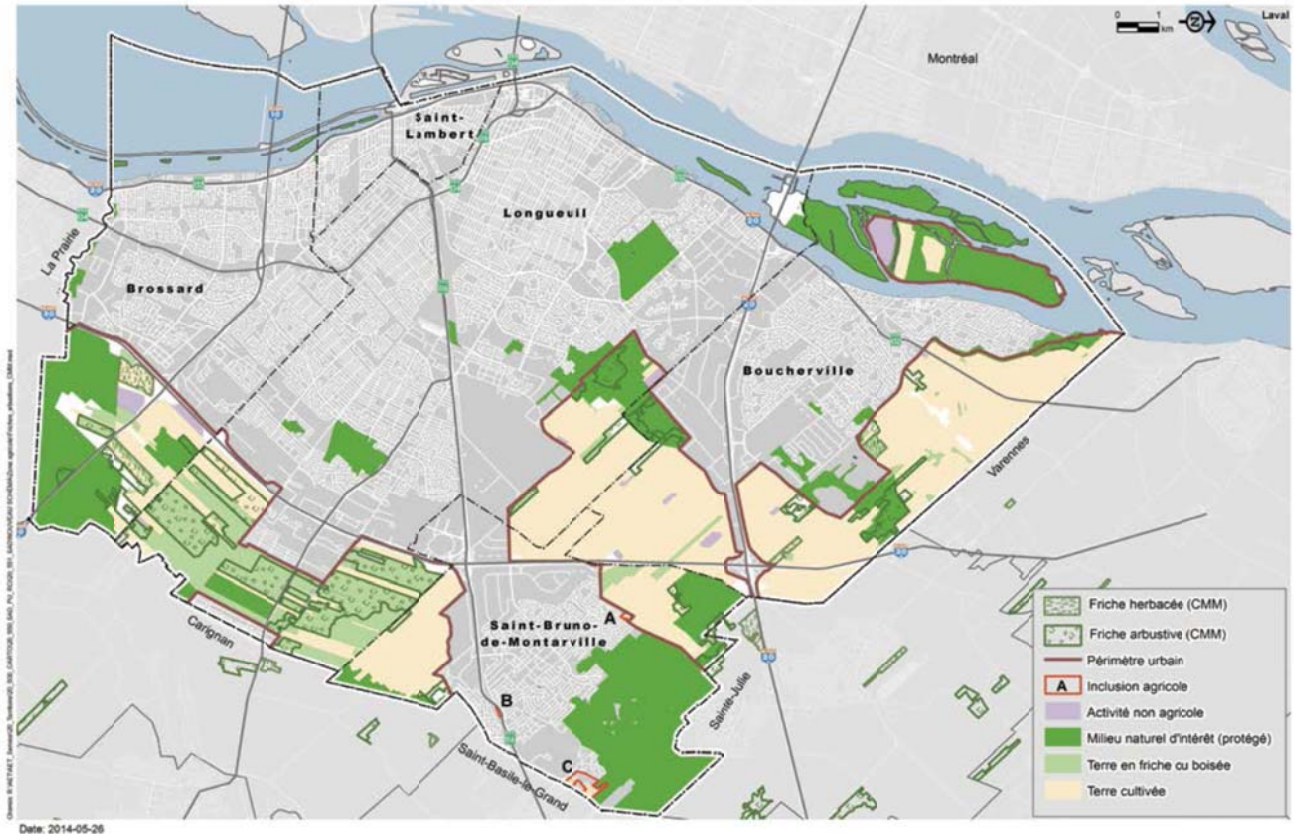 0 1
km
Z
Laval
Montréal
Saint-
Lambert
Longueuil
La Prairie
Brossard
Boucherville
Varennes
Saint-Bruno-
de-Montarville
A
B
C
Carignan
Sainte-Julie
Saint-Basile-le-Grand
Friche herbacée (CMM)
Friche arbustive (CMM)
Périmètre urbain
A Inclusion agricole
Activité non agricole
Milieu naturel d'intérêt (protégé)
Terre en friche ou boisée
Terre cultivée
Date: 2014-05-26